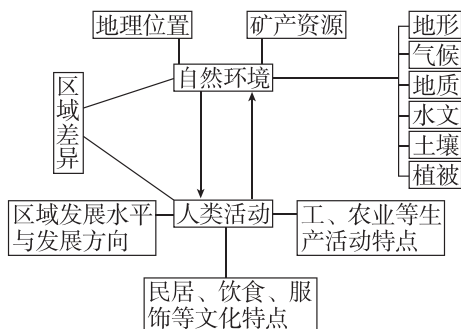 地理位置
矿产资源
自然环境
地形
气候
地质
水文
土壤
植被
区域
差异
区域发展水平
与发展方向
人类活动
工、农业等生
产活动特点
民居、饮食、服
饰等文化特点